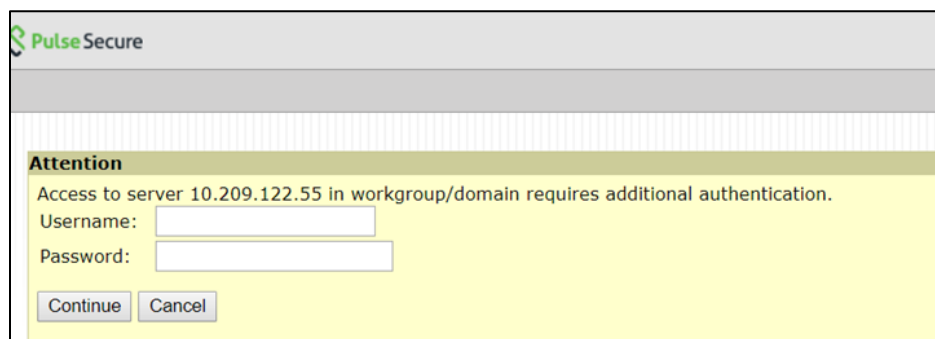 Pulse Secure
Attention
Access to server 10.209.122.55 in workgroup/domain requires additional authentication.
Username:
Password:
Continue Cancel